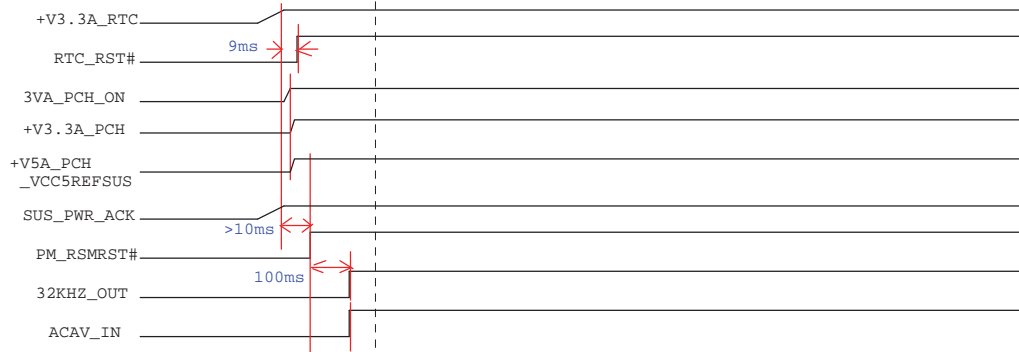 +V3.3A_RTC
9ms
RTC_RST#
3VA_PCH_ON
+V3.3A_PCH
+V5A_PCH
_VCC5REFSUS
SUS_PWR_ACK
>10ms
PM_RSMRST#
100ms
32KHZ_OUT
ACAV_IN